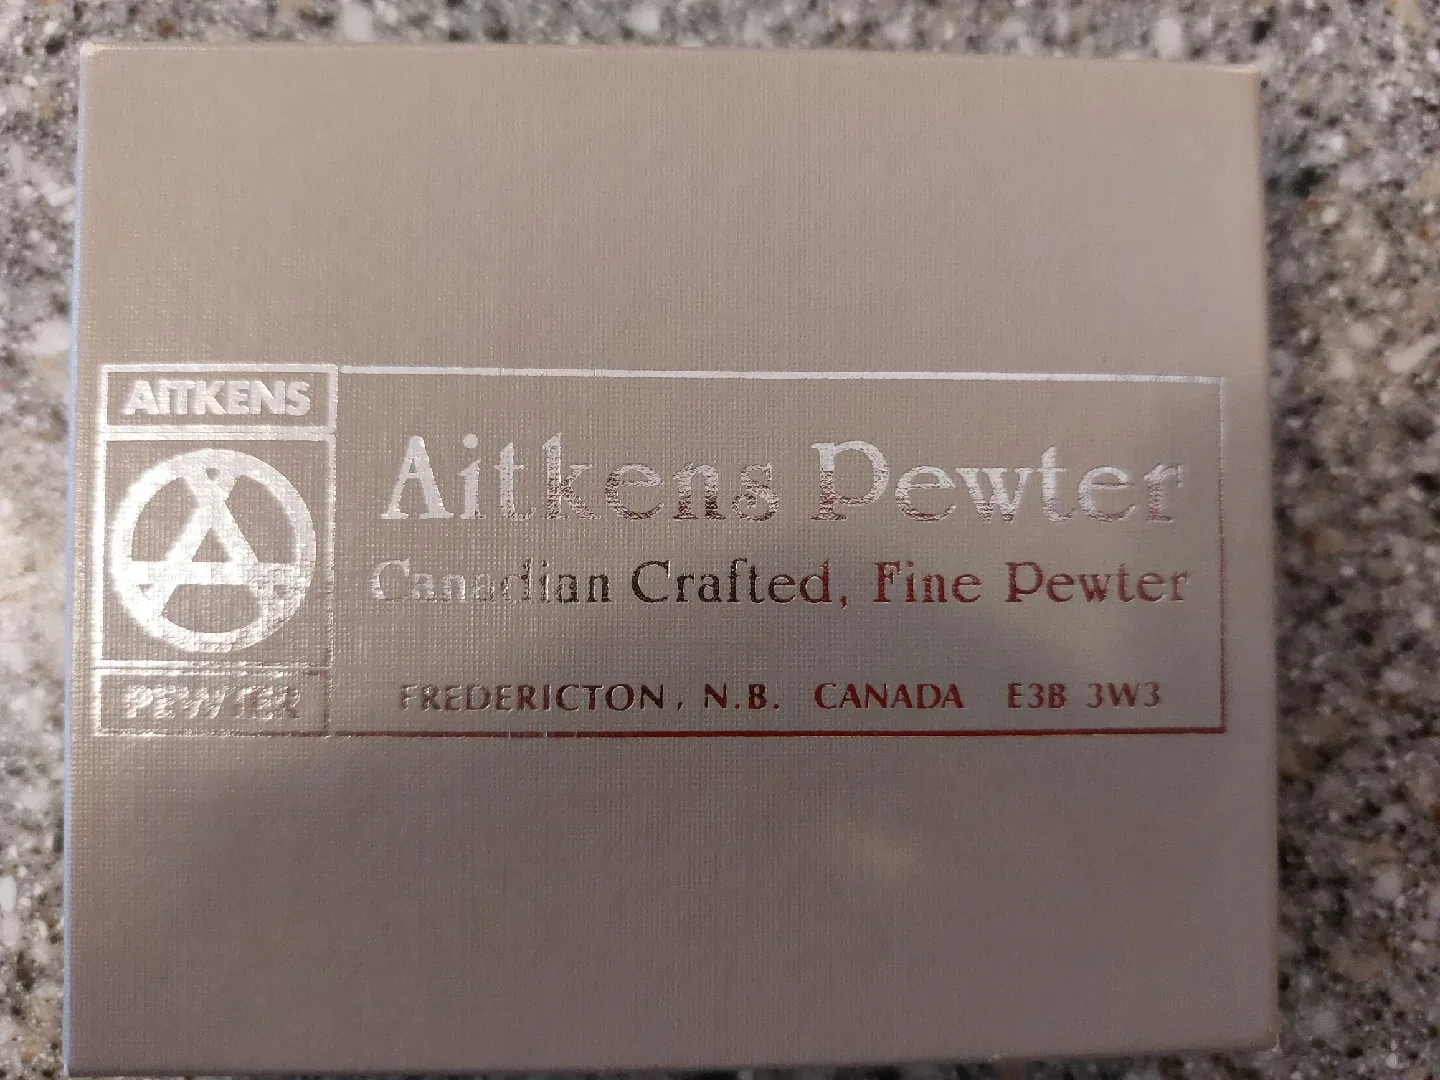 AITKENS
PEWTER
Aitkens Pewter
Canadian Crafted, Fine Pewter
FREDERICTON, N.B. CANADA E3B 3W3